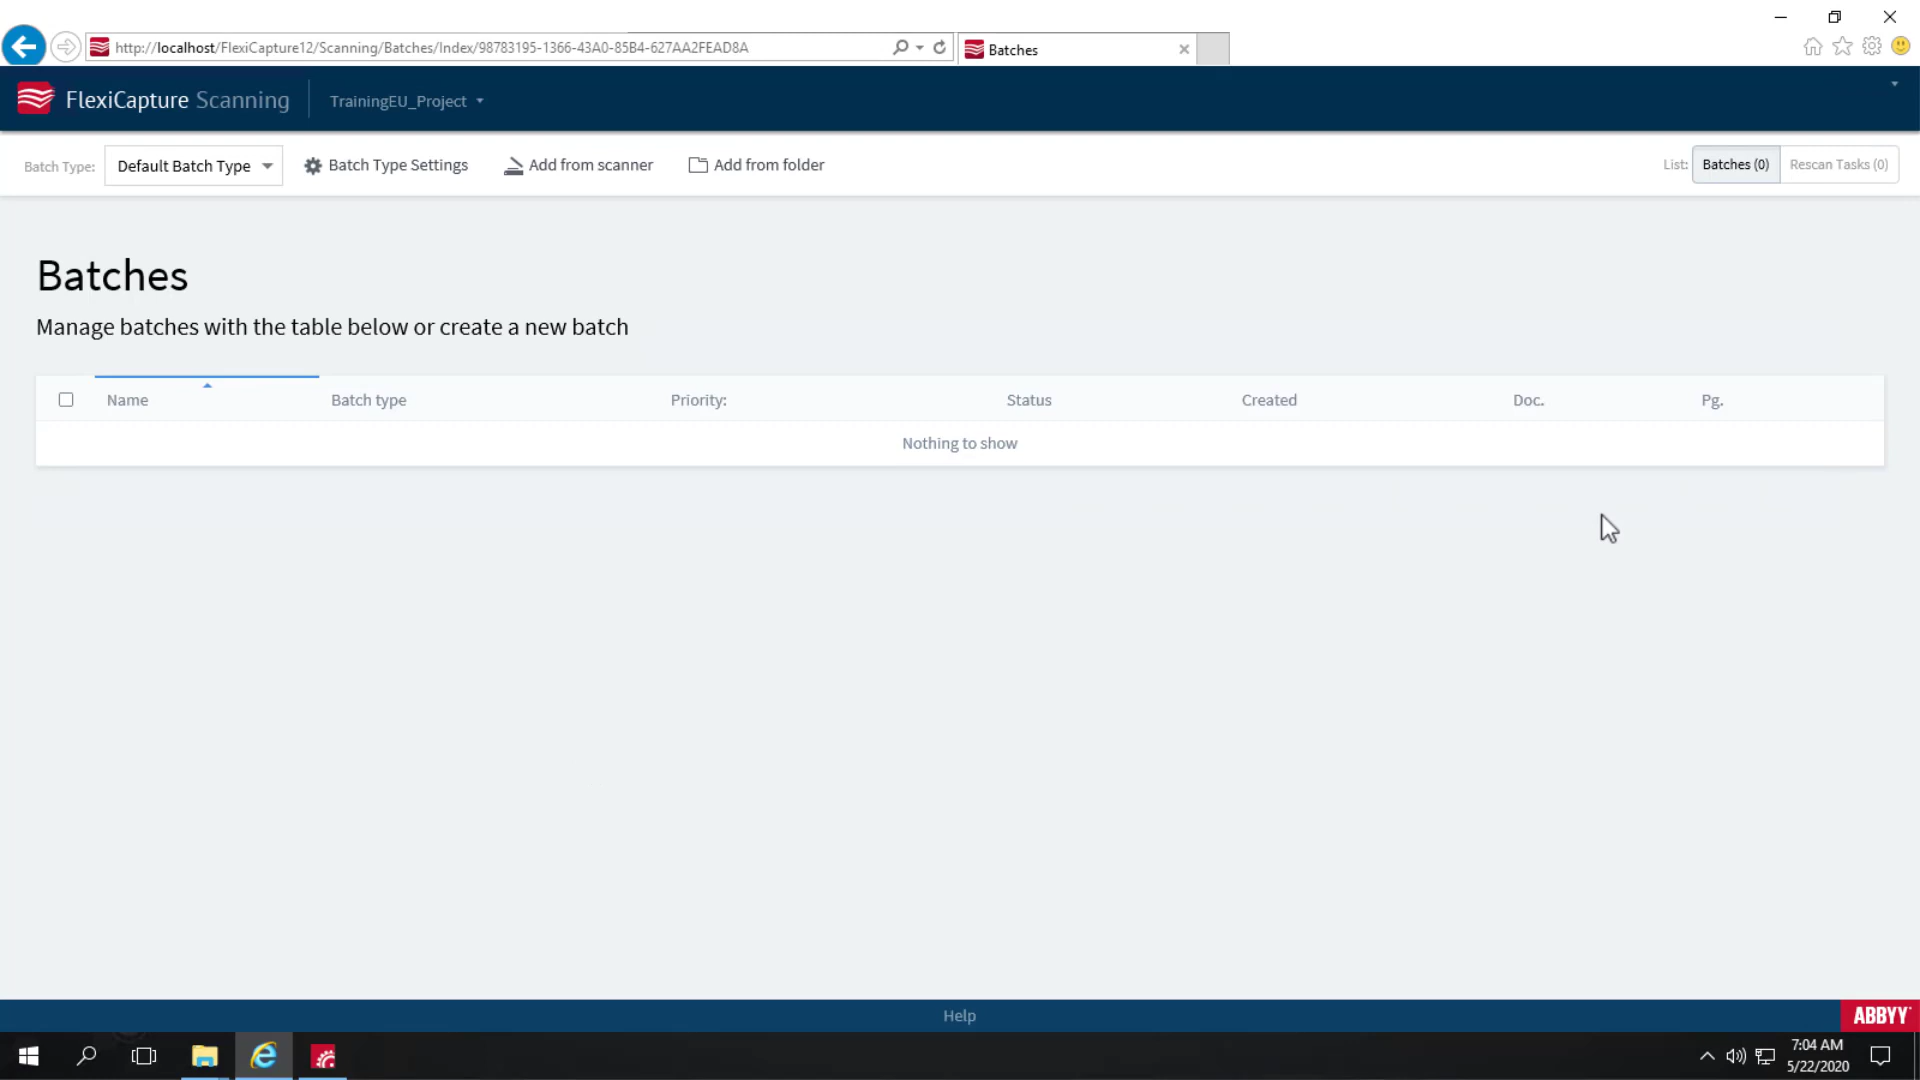 http://localhost/FlexiCapture12/Scanning/Batches/Index/98783195-1366-43A0-85B4-627AA2FEAD8A
Batches
FlexiCapture Scanning
TrainingEU_Project
Batch Type:
Default Batch Type
Batch Type Settings
Add from scanner
Add from folder
List:
Batches (0)
Rescan Tasks (0)
Batches
Manage batches with the table below or create a new batch
Name
Batch type
Priority:
Status
Created
Doc.
Pg.
Nothing to show
Help
ABBYY
7:04 AM
5/22/2020